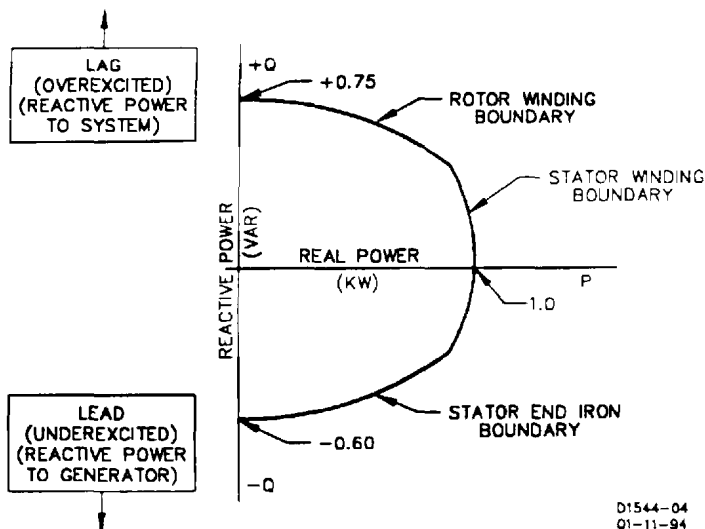 LAG
(OVEREXCITED)
(REACTIVE POWER
TO SYSTEM)
+Q
+0.75
ROTOR WINDING
BOUNDARY
STATOR WINDING
BOUNDARY
REACTIVE POWER
(VAR)
REAL POWER
(KW)
P
1.0
LEAD
(UNDEREXCITED)
(REACTIVE POWER
TO GENERATOR)
STATOR END IRON
BOUNDARY
-0.60
-Q
D1544-04
01-11-94